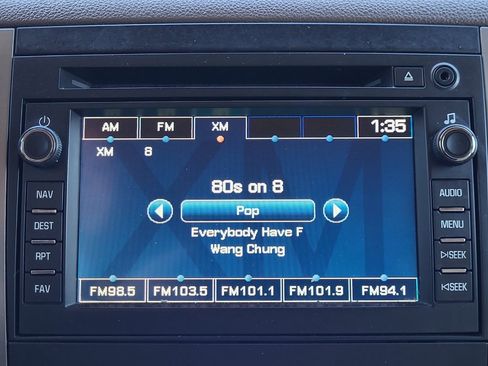 AM FM XM 1:35
XM 8
80s on 8
Pop
Everybody Have F
Wang Chung
FM98.5 FM103.5 FM101.1 FM101.9 FM94.1
NAV
DEST
RPT
FAV
AUDIO
MENU
SEEK
SEEK
XM